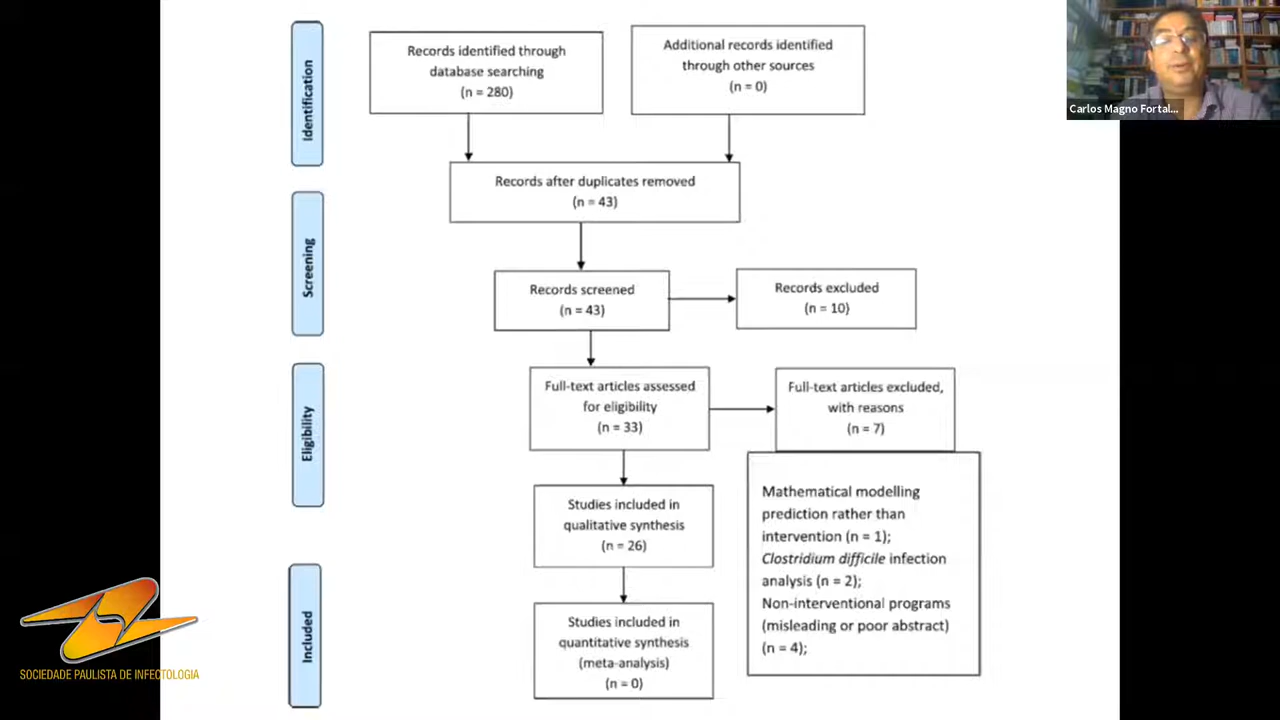 Identification
Records identified through
database searching
(n = 280)
Additional records identified
through other sources
(n = 0)
Carlos Magno Fortal...
Records after duplicates removed
(n = 43)
Screening
Records screened
(n = 43)
Records excluded
(n = 10)
Eligibility
Full-text articles assessed
for eligibility
(n = 33)
Full-text articles excluded,
with reasons
(n = 7)
Mathematical modelling
prediction rather than
intervention (n = 1);
Clostridium difficile infection
analysis (n = 2);
Non-interventional programs
(misleading or poor abstract)
(n = 4);
Studies included in
qualitative synthesis
(n = 26)
Included
Studies included in
quantitative synthesis
(meta-analysis)
(n = 0)
SOCIEDADE PAULISTA DE INFECTOLOGIA